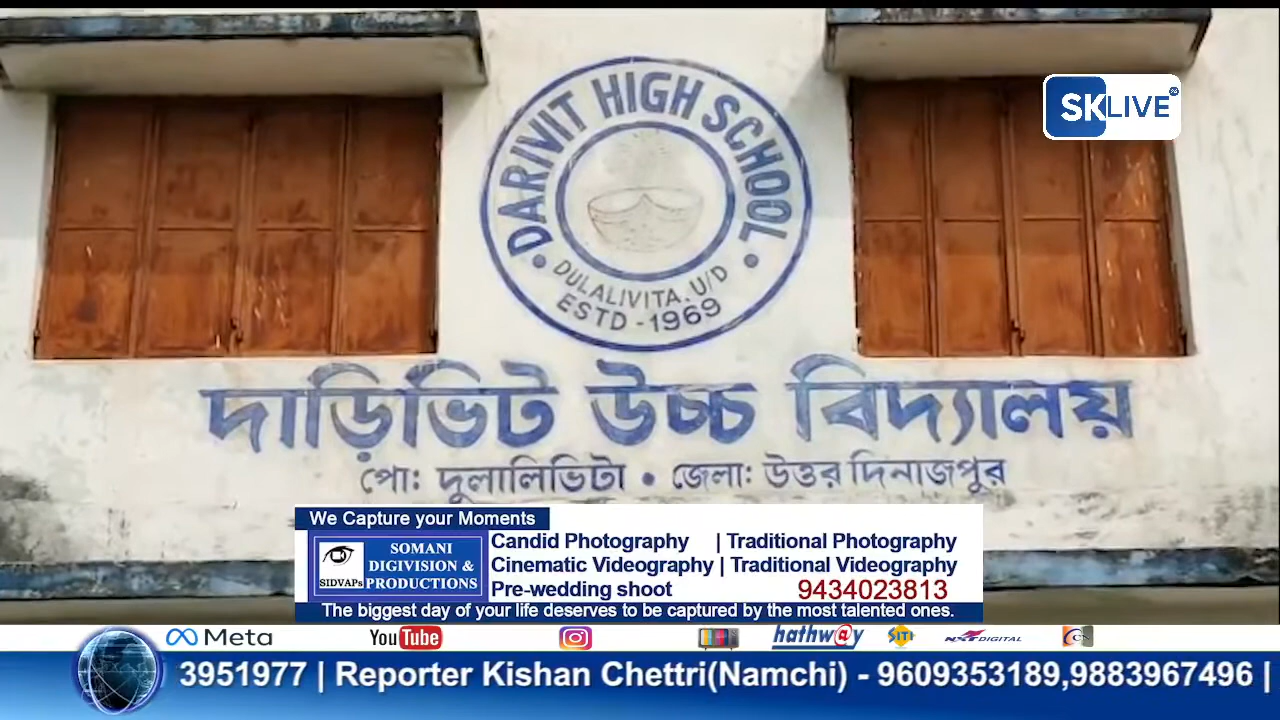 SKLIVE
DARIVIT HIGH SCHOOL
DULALIVITA. U/D
ESTD - 1969
দাড়িভিট উচ্চ বিদ্যালয়
পো: দুলালিভিটা • জেলা: উত্তর দিনাজপুর
We Capture your Moments
SIDVAPs
SOMANI
DIGIVISION &
PRODUCTIONS
Candid Photography | Traditional Photography
Cinematic Videography | Traditional Videography
Pre-wedding shoot 9434023813
The biggest day of your life deserves to be captured by the most talented ones.
Meta YouTube hathw@y SITI NXTDIGITAL
3951977 | Reporter Kishan Chettri(Namchi) - 9609353189,9883967496 |